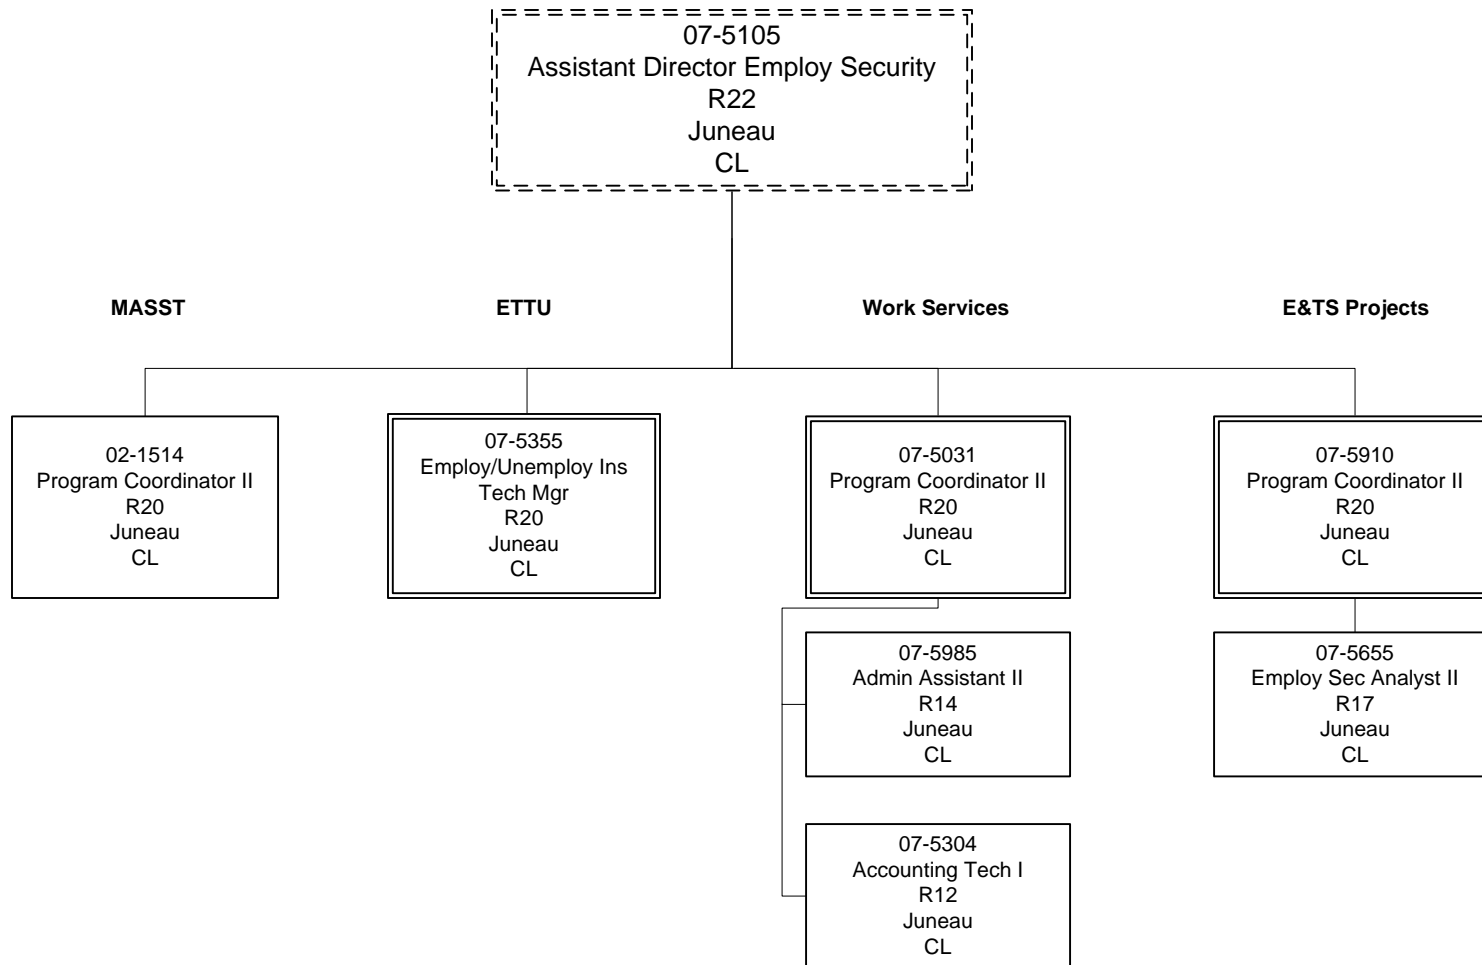 07-5105
Assistant Director Employ Security
R22
Juneau
CL
MASST
ETTU
Work Services
E&TS Projects
02-1514
Program Coordinator II
R20
Juneau
CL
07-5355
Employ/Unemploy Ins
Tech Mgr
R20
Juneau
CL
07-5031
Program Coordinator II
R20
Juneau
CL
07-5910
Program Coordinator II
R20
Juneau
CL
07-5985
Admin Assistant II
R14
Juneau
CL
07-5655
Employ Sec Analyst II
R17
Juneau
CL
07-5304
Accounting Tech I
R12
Juneau
CL